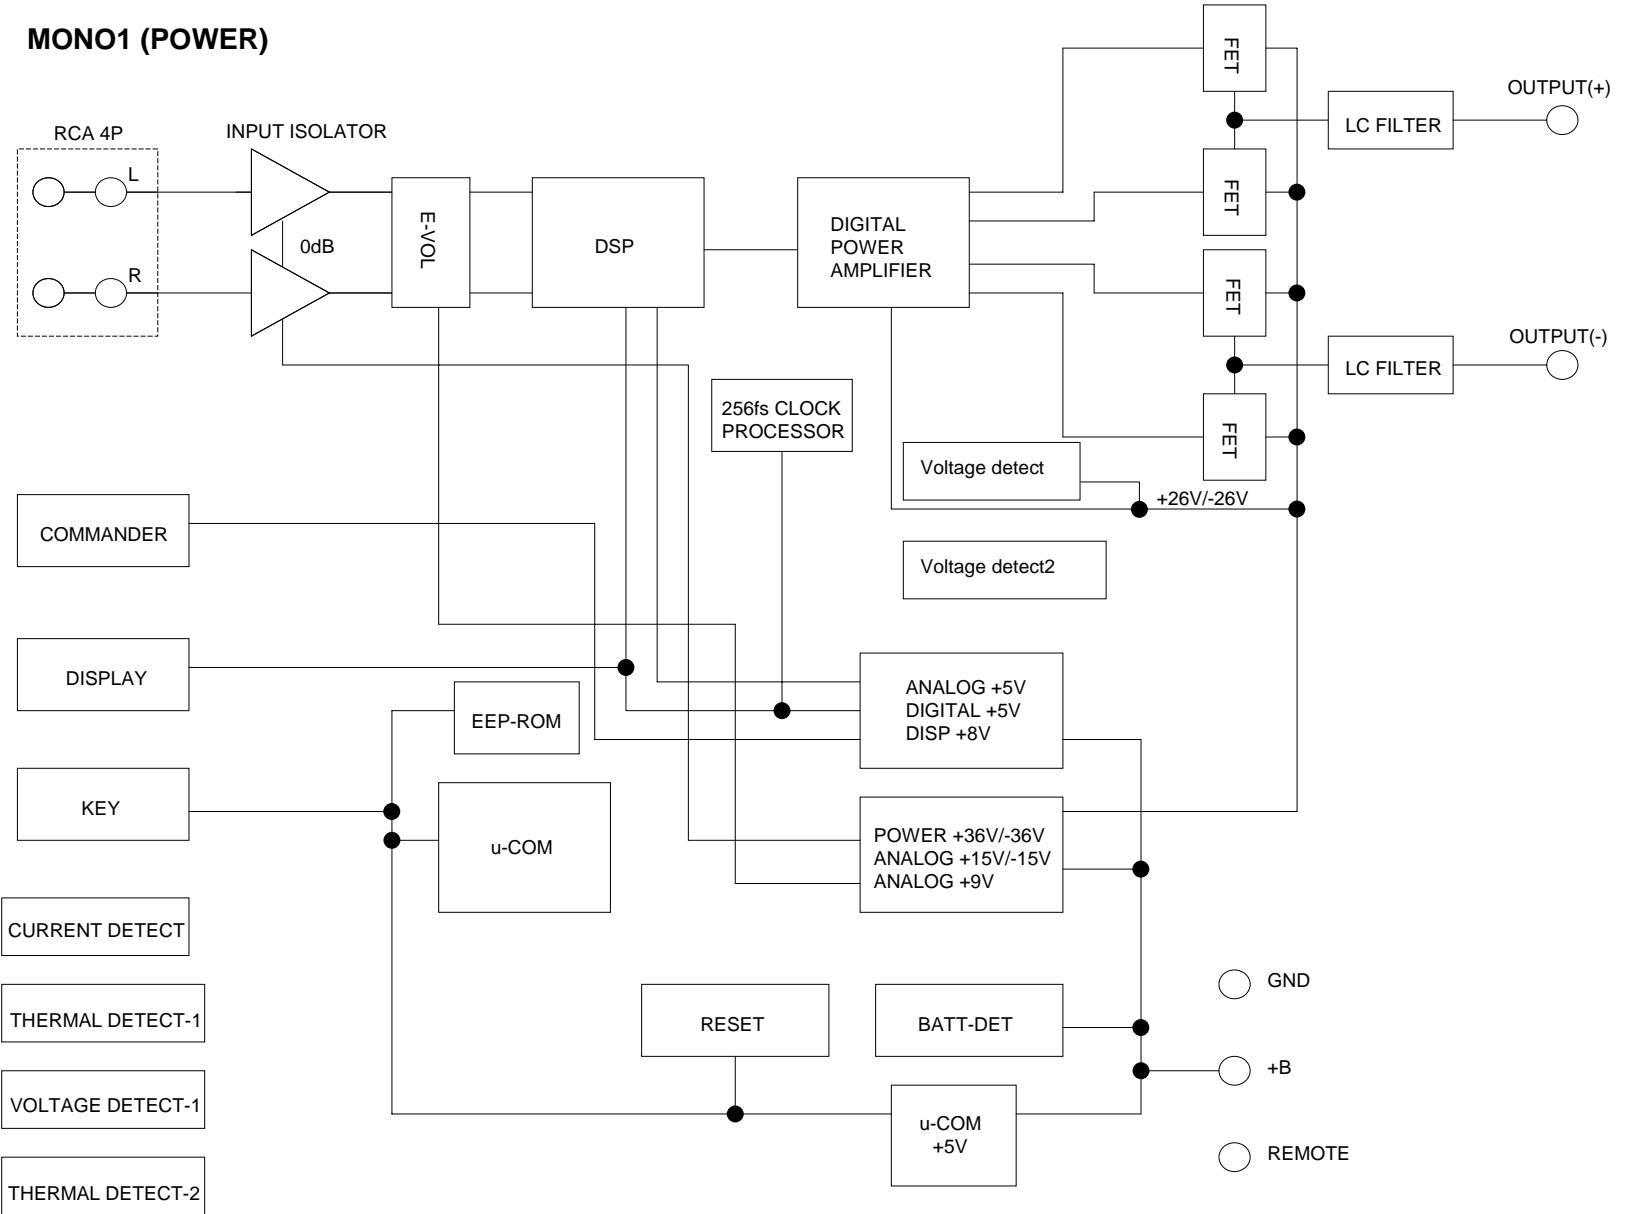 MONO1 (POWER)
FET
OUTPUT(+)
LC FILTER
RCA 4P
INPUT ISOLATOR
L
E-VOL
DSP
DIGITAL
POWER
AMPLIFIER
FET
0dB
R
FET
OUTPUT(-)
LC FILTER
256fs CLOCK
PROCESSOR
FET
Voltage detect
+26V/-26V
COMMANDER
Voltage detect2
DISPLAY
ANALOG +5V
DIGITAL +5V
DISP +8V
EEP-ROM
KEY
u-COM
POWER +36V/-36V
ANALOG +15V/-15V
ANALOG +9V
CURRENT DETECT
GND
THERMAL DETECT-1
RESET
BATT-DET
+B
VOLTAGE DETECT-1
u-COM
+5V
REMOTE
THERMAL DETECT-2